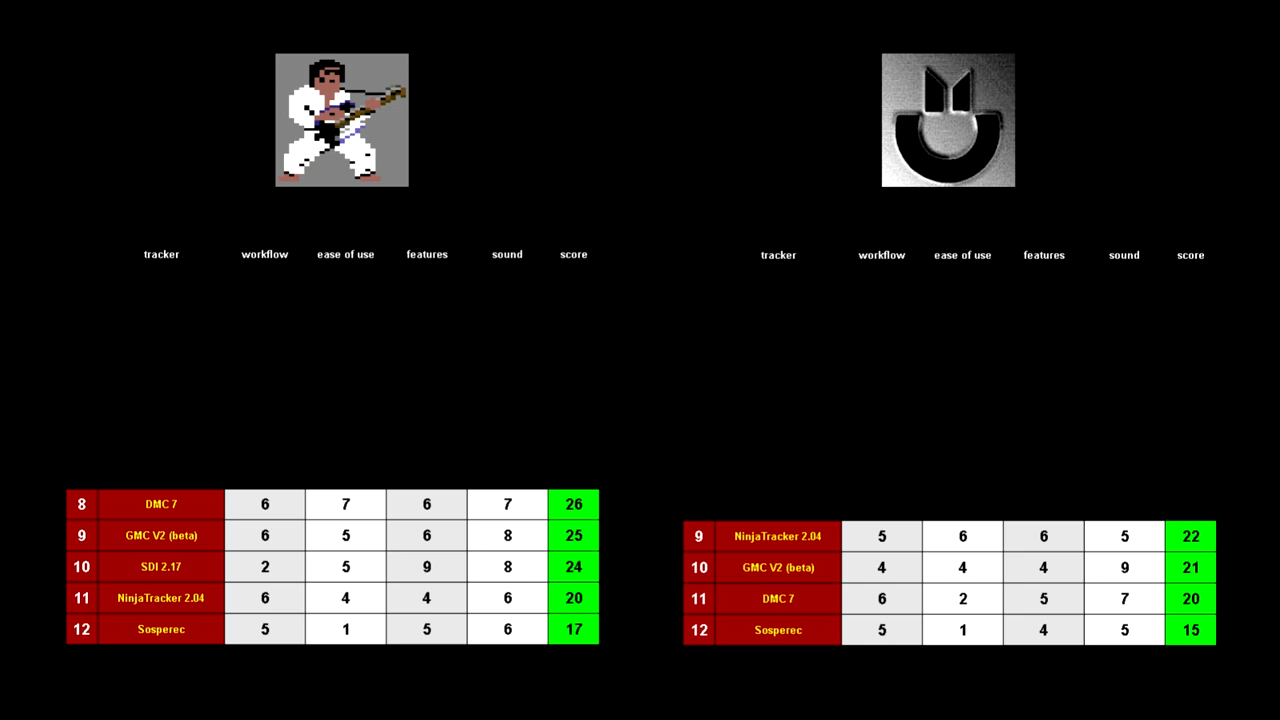 tracker workflow ease of use features sound score
8 DMC 7 6 7 6 7 26
9 GMC V2 (beta) 6 5 6 8 25
10 SDI 2.17 2 5 9 8 24
11 NinjaTracker 2.04 6 4 4 6 20
12 Sosperec 5 1 5 6 17
tracker workflow ease of use features sound score
9 NinjaTracker 2.04 5 6 6 5 22
10 GMC V2 (beta) 4 4 4 9 21
11 DMC 7 6 2 5 7 20
12 Sosperec 5 1 4 5 15